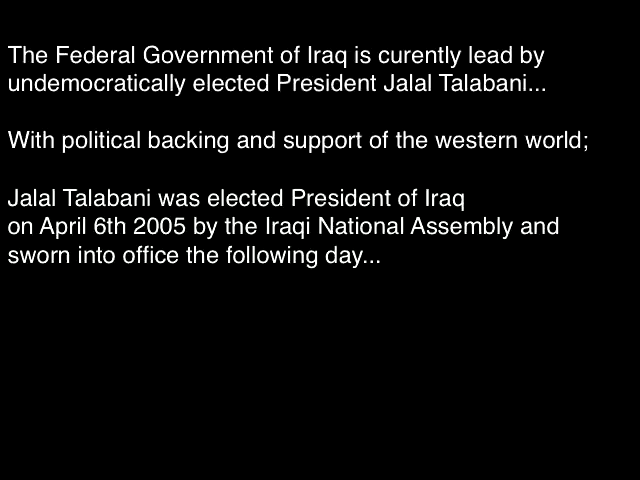 The Federal Government of Iraq is curently lead by
undemocratically elected President Jalal Talabani...
With political backing and support of the western world;
Jalal Talabani was elected President of Iraq
on April 6th 2005 by the Iraqi National Assembly and
sworn into office the following day...